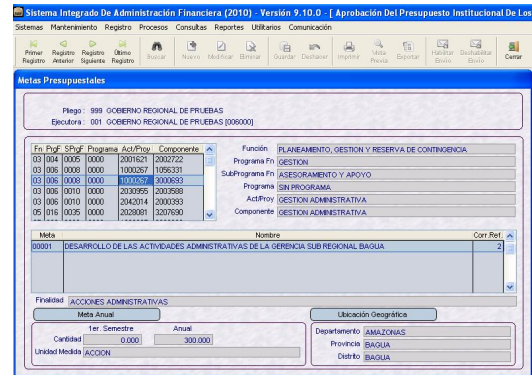 Sistema Integrado De Administración Financiera (2010) - Versión 9.10.0 - [ Aprobación Del Presupuesto Institucional De Los
Sistemas Mantenimiento Registro Procesos Consultas Reportes Utilitarios Comunicación
Primer Registro Registro Anterior Registro Siguiente Último Registro Buscar Nuevo Modificar Eliminar Guardar Deshacer Imprimir Vista Previa Exportar Habilitar Envío Deshabilitar Envío Cerrar
Metas Presupuestales
Pliego : 999 GOBIERNO REGIONAL DE PRUEBAS
Ejecutora : 001 GOBIERNO REGIONAL DE PRUEBAS [006000]
Fn PrgF SPrgF Programa Act/Proy Componente
03 004 0005 0000 2001621 2002722
03 006 0008 0000 1000267 1056331
03 006 0008 0000 1000267 3000693
03 006 0010 0000 2030955 2003588
03 006 0010 0000 2042014 2000393
05 016 0035 0000 2028081 3207690
Función PLANEAMIENTO, GESTION Y RESERVA DE CONTINGENCIA
Programa Fn GESTION
SubPrograma Fn ASESORAMIENTO Y APOYO
Programa SIN PROGRAMA
Act/Proy GESTION ADMINISTRATIVA
Componente GESTION ADMINISTRATIVA
Meta Nombre Corr.Ref.
00001 DESARROLLO DE LAS ACTIVIDADES ADMINISTRATIVAS DE LA GERENCIA SUB REGIONAL BAGUA 2
Finalidad ACCIONES ADMINISTRATIVAS
Meta Anual
1er. Semestre Anual
Cantidad 0.000 300.000
Unidad Medida ACCION
Ubicación Geográfica
Departamento AMAZONAS
Provincia BAGUA
Distrito BAGUA